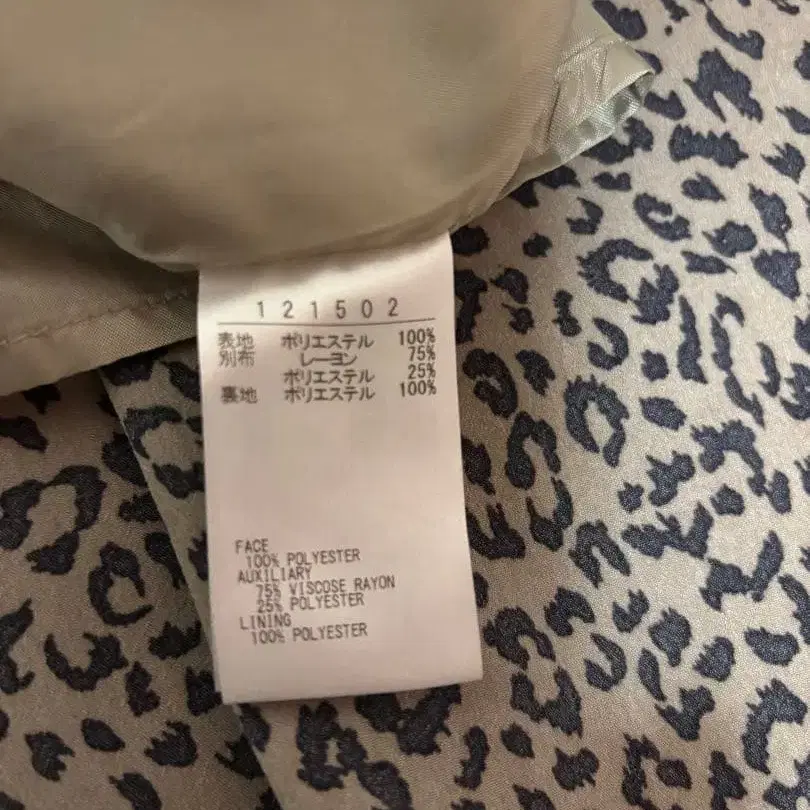 121502
表地 ポリエステル 100%
別布 レーヨン 75%
ポリエステル 25%
裏地 ポリエステル 100%
FACE
100% POLYESTER
AUXILIARY
75% VISCOSE RAYON
25% POLYESTER
LINING
100% POLYESTER